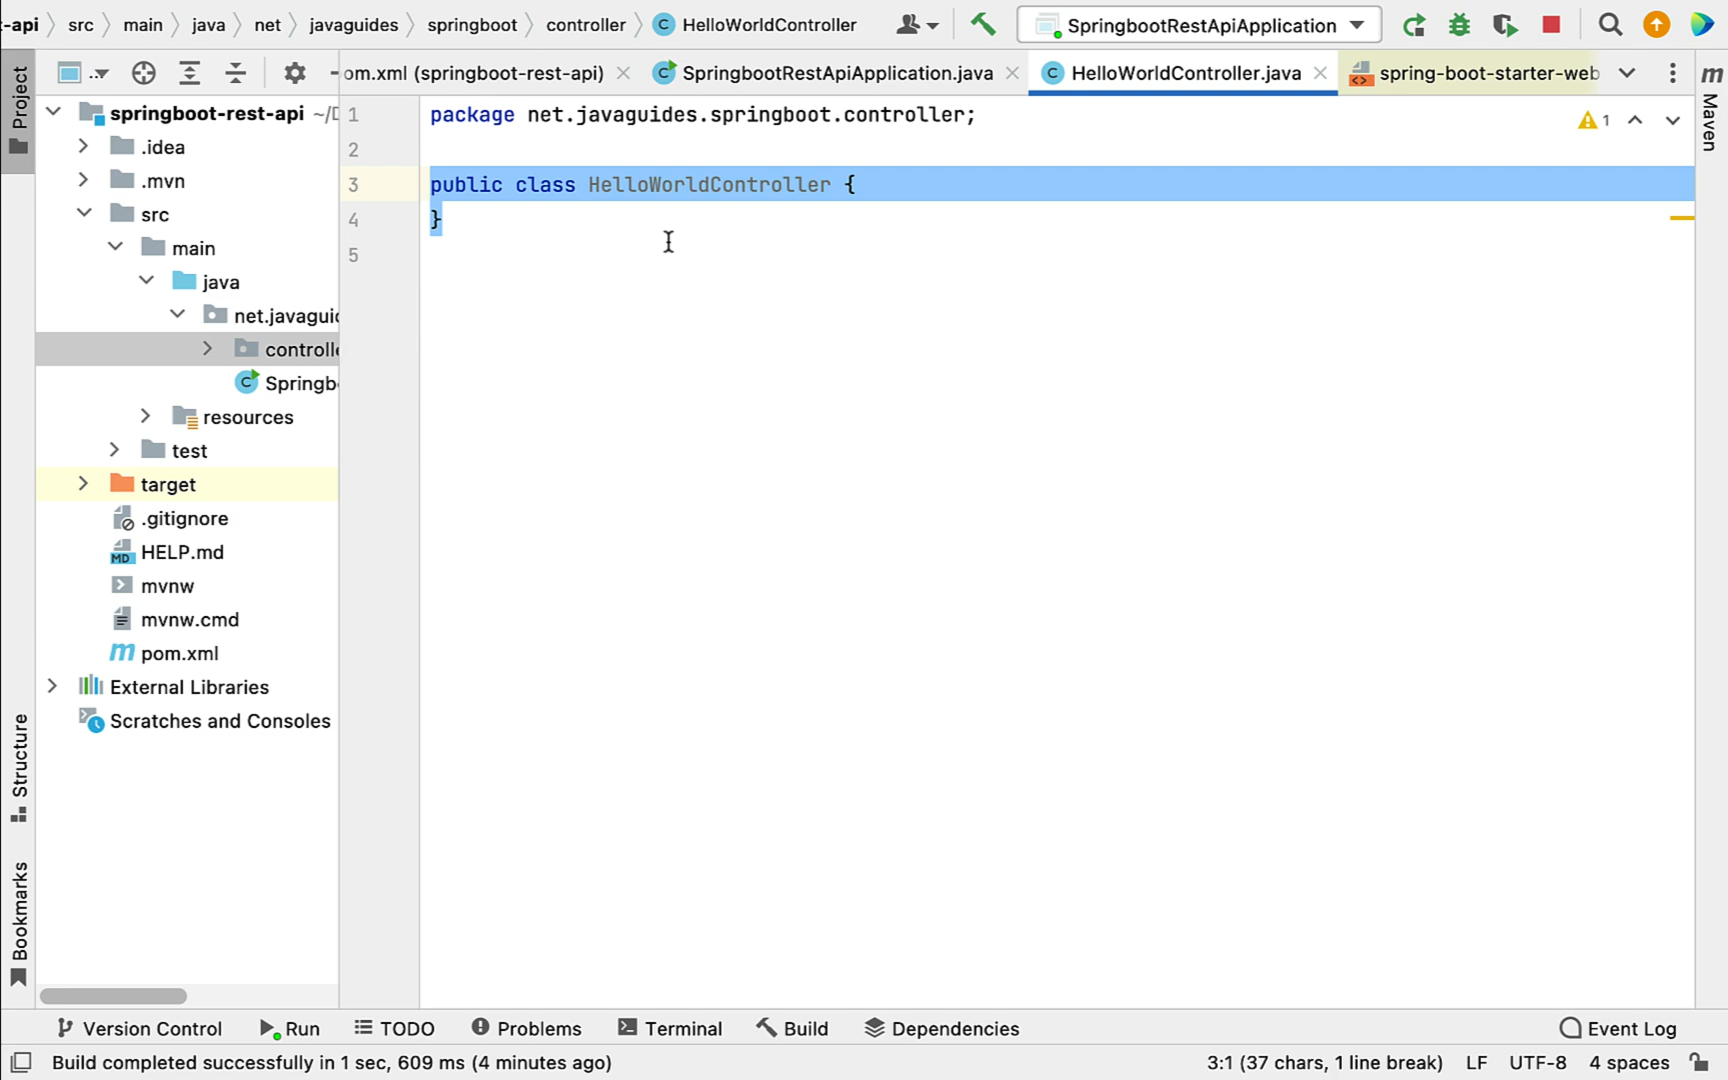 -api
src
main
java
net
javaguides
springboot
controller
HelloWorldController
SpringbootRestApiApplication
Project
om.xml (springboot-rest-api)
SpringbootRestApiApplication.java
HelloWorldController.java
spring-boot-starter-web
Maven
springboot-rest-api ~/D
.idea
.mvn
src
main
java
net.javaguid
controlle
Springbo
resources
test
target
.gitignore
HELP.md
mvnw
mvnw.cmd
pom.xml
External Libraries
Scratches and Consoles
1 package net.javaguides.springboot.controller;
2
3 public class HelloWorldController {
4 }
5
1
Structure
Bookmarks
Version Control
Run
TODO
Problems
Terminal
Build
Dependencies
Event Log
Build completed successfully in 1 sec, 609 ms (4 minutes ago)
3:1 (37 chars, 1 line break)
LF
UTF-8
4 spaces